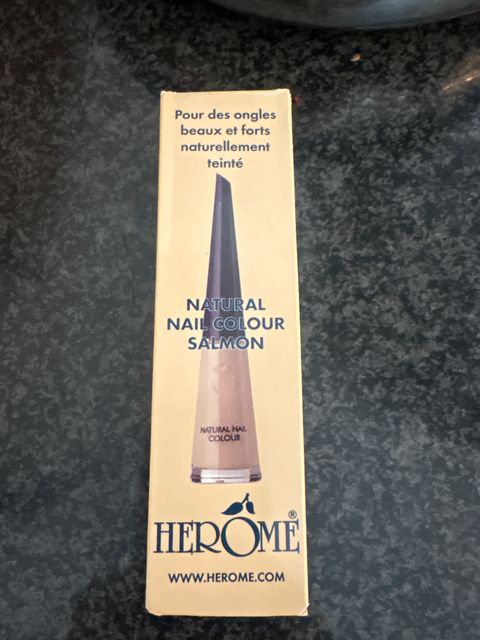 Pour des ongles
beaux et forts
naturellement
teinté
NATURAL
NAIL COLOUR
SALMON
NATURAL NAIL
COLOUR
HERÔME®
WWW.HEROME.COM